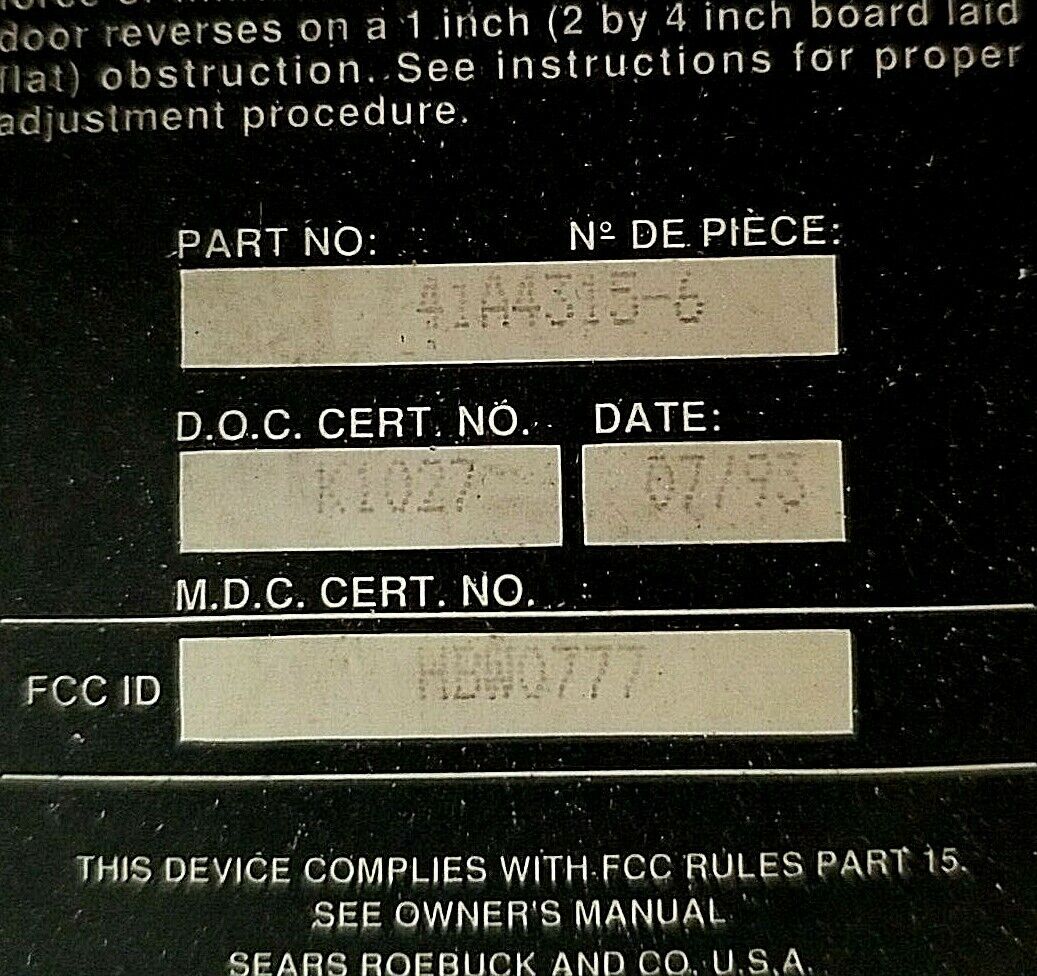 door reverses on a 1 inch (2 by 4 inch board laid
flat) obstruction. See instructions for proper
adjustment procedure.
PART NO: Nº DE PIÈCE:
41A4315-6
D.O.C. CERT. NO. DATE:
K1027 07/93
M.D.C. CERT. NO. :
FCC ID HBW0777
THIS DEVICE COMPLIES WITH FCC RULES PART 15.
SEE OWNER'S MANUAL
SEARS ROEBUCK AND CO. U.S.A.